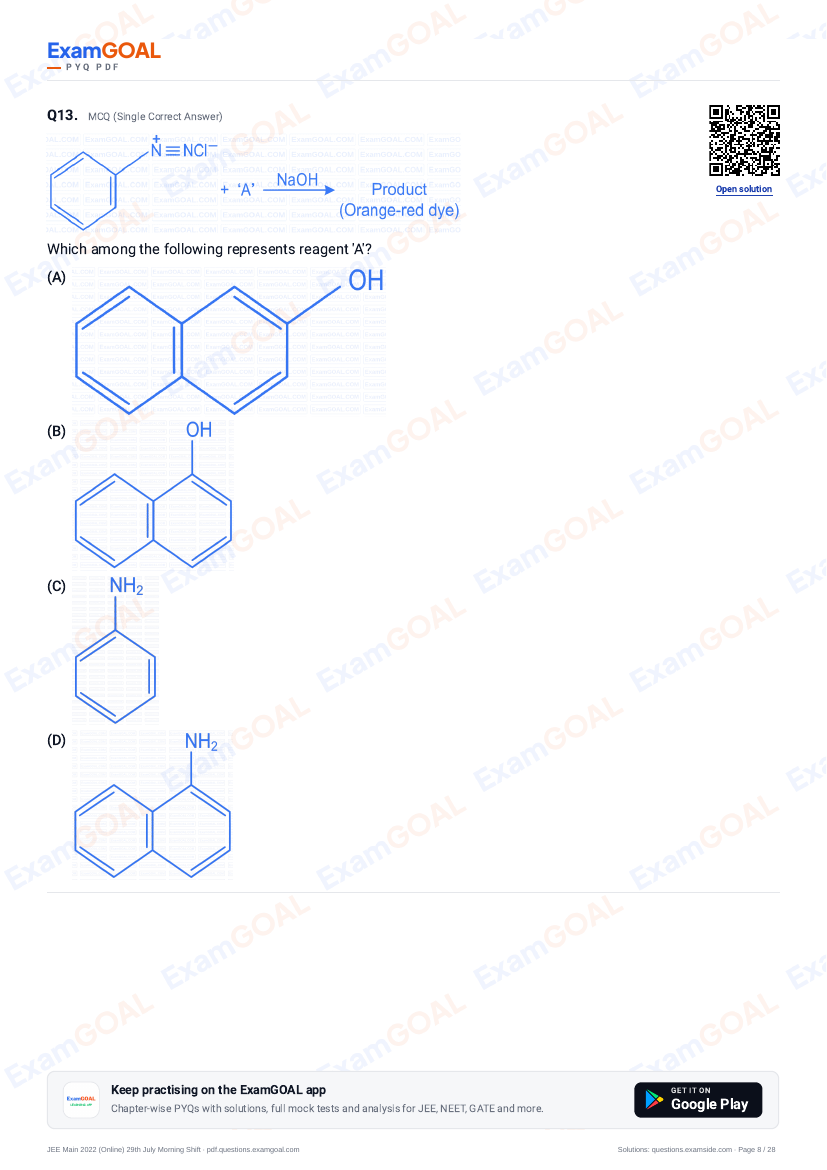 ExamGOAL
PYQ PDF
Q13. MCQ (Single Correct Answer)
Open solution
N≡NCl⁻
+
+ 'A' NaOH Product
(Orange-red dye)
Which among the following represents reagent 'A'?
(A)
OH
(B)
OH
(C)
NH₂
(D)
NH₂
Keep practising on the ExamGOAL app
Chapter-wise PYQs with solutions, full mock tests and analysis for JEE, NEET, GATE and more.
ExamGOAL
GET IT ON
Google Play
JEE Main 2022 (Online) 29th July Morning Shift · pdf.questions.examgoal.com
Solutions: questions.examside.com · Page 8 / 28